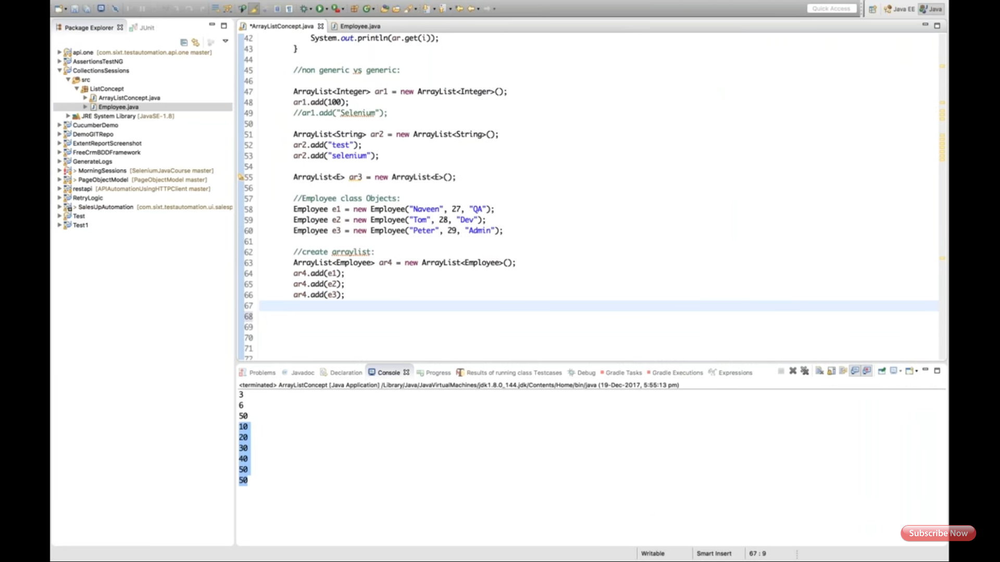 Quick Access
Java EE
Java
Package Explorer
JUnit
*ArrayListConcept.java
Employee.java
api.one [com.sixt.testautomation.api.one master]
AssertionsTestNG
CollectionsSessions
src
ListConcept
ArrayListConcept.java
Employee.java
JRE System Library [JavaSE-1.8]
CucumberDemo
DemoGITRepo
ExtentReportScreenshot
FreeCrmBDDFramework
GenerateLogs
> MorningSessions [SeleniumJavaCourse master]
> PageObjectModel [PageObjectModel master]
restapi [APIAutomationUsingHTTPClient master]
RetryLogic
> SalesUpAutomation [com.sixt.testautomation.ui.salesp
Test
Test1
42 System.out.println(ar.get(i));
43 }
44
45 //non generic vs generic:
46
47 ArrayList<Integer> ar1 = new ArrayList<Integer>();
48 ar1.add(100);
49 //ar1.add("Selenium");
50
51 ArrayList<String> ar2 = new ArrayList<String>();
52 ar2.add("test");
53 ar2.add("selenium");
54
55 ArrayList<E> ar3 = new ArrayList<E>();
56
57 //Employee class Objects:
58 Employee e1 = new Employee("Naveen", 27, "QA");
59 Employee e2 = new Employee("Tom", 28, "Dev");
60 Employee e3 = new Employee("Peter", 29, "Admin");
61
62 //create arraylist:
63 ArrayList<Employee> ar4 = new ArrayList<Employee>();
64 ar4.add(e1);
65 ar4.add(e2);
66 ar4.add(e3);
67
68
69
70
71
72
Problems Javadoc Declaration Console Progress Results of running class Testcases Debug Gradle Tasks Gradle Executions Expressions
<terminated> ArrayListConcept [Java Application] /Library/Java/JavaVirtualMachines/jdk1.8.0_144.jdk/Contents/Home/bin/java (19-Dec-2017, 5:55:13 pm)
3
6
50
10
20
30
40
50
50
Subscribe Now
Writable Smart Insert 67 : 9